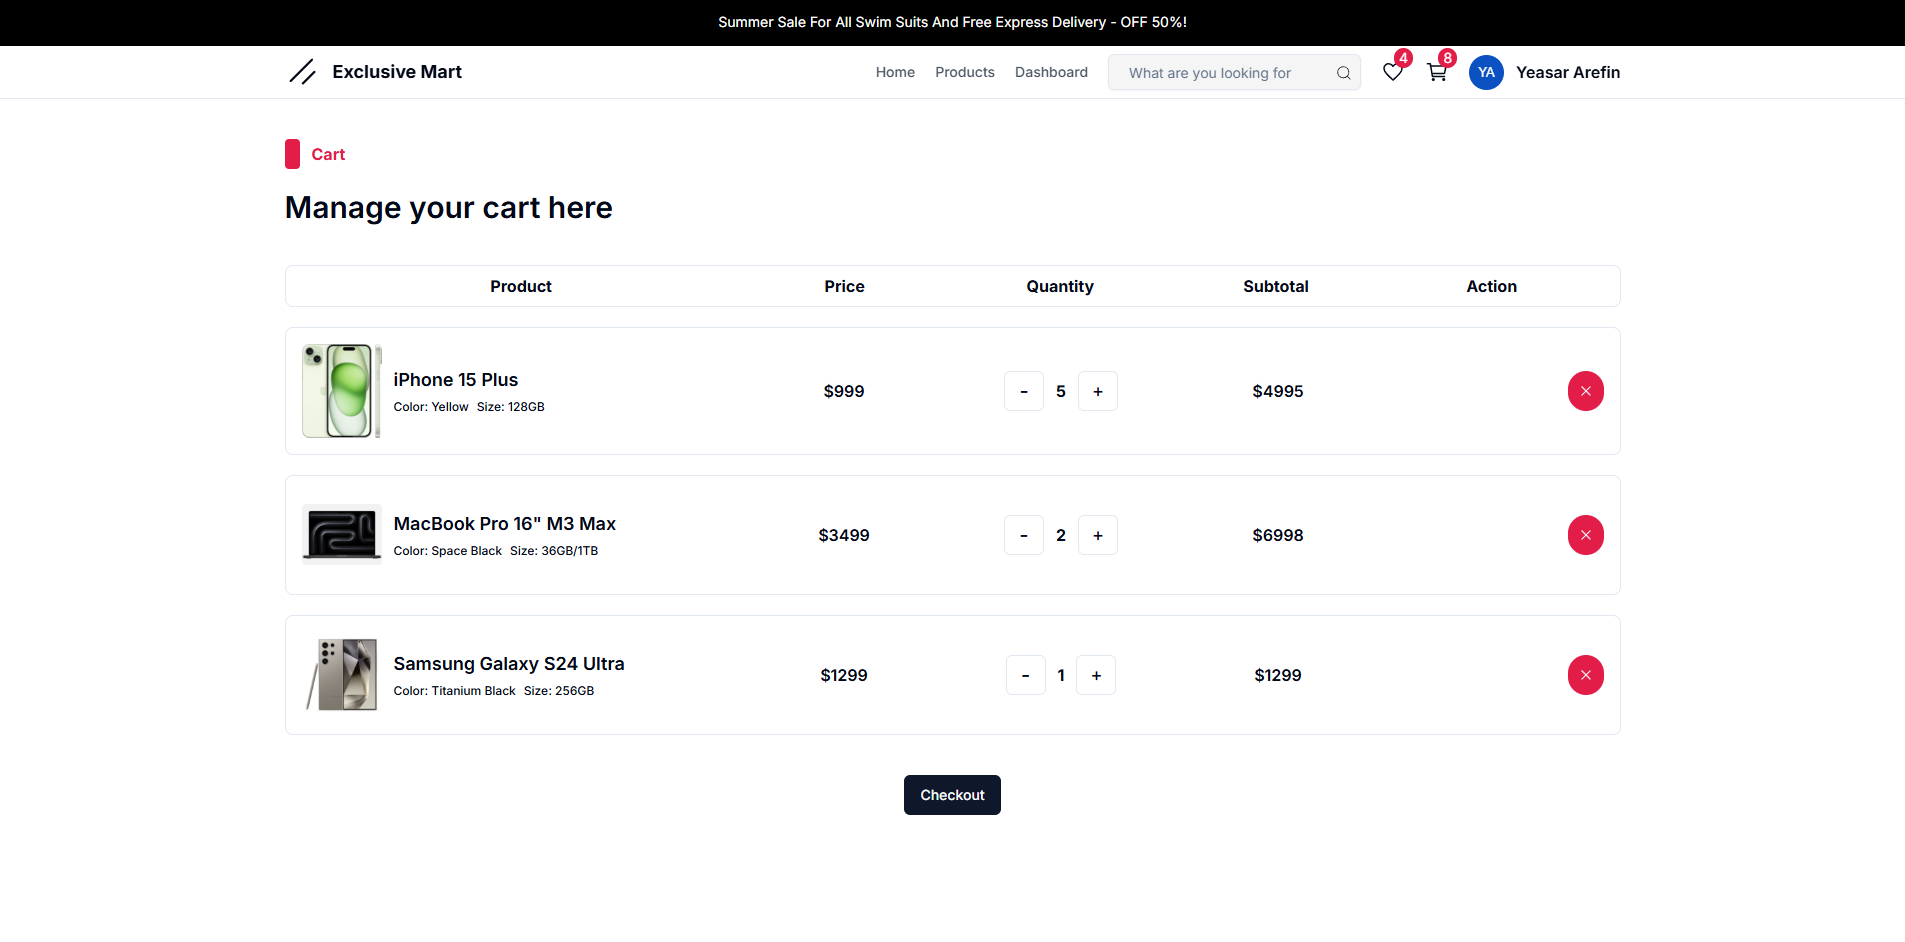 Summer Sale For All Swim Suits And Free Express Delivery - OFF 50%!
Exclusive Mart
Home Products Dashboard What are you looking for 4 8 YA Yeasar Arefin
Cart
Manage your cart here
Product Price Quantity Subtotal Action
iPhone 15 Plus
Color: Yellow Size: 128GB
$999 - 5 + $4995
MacBook Pro 16" M3 Max
Color: Space Black Size: 36GB/1TB
$3499 - 2 + $6998
Samsung Galaxy S24 Ultra
Color: Titanium Black Size: 256GB
$1299 - 1 + $1299
Checkout